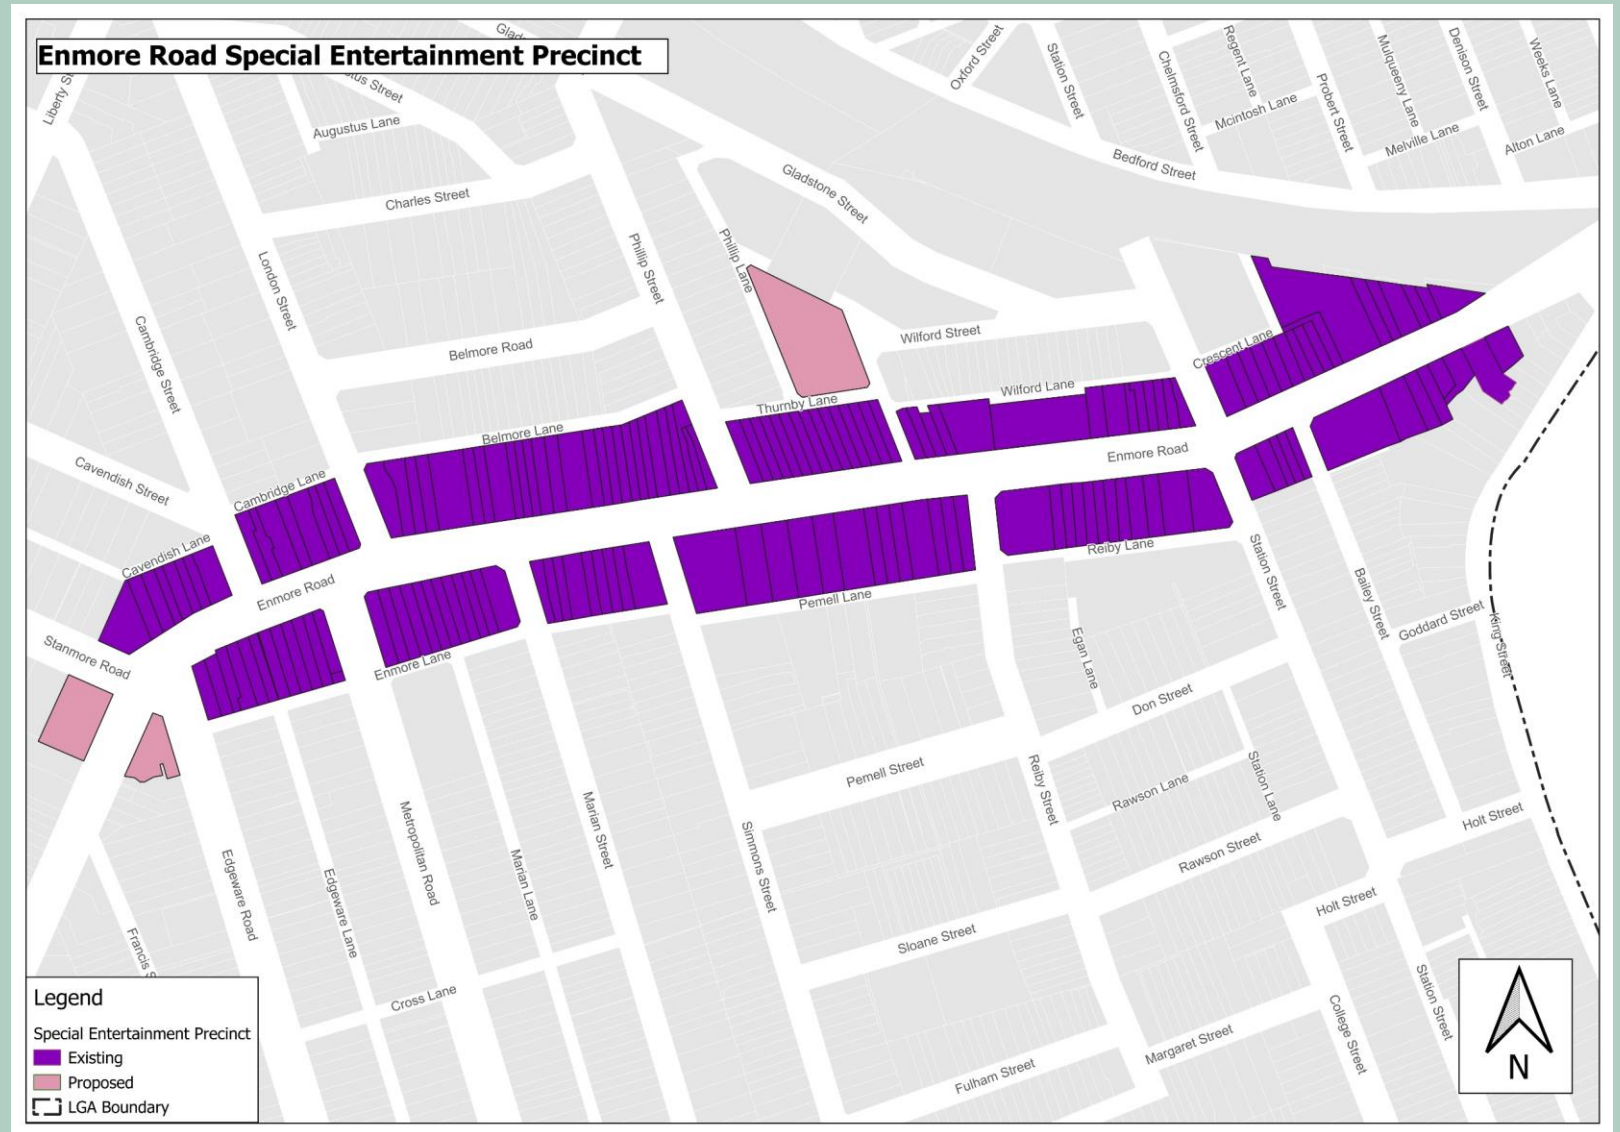 Enmore Road Special Entertainment Precinct
Liberty St
Augustus Lane
Charles Street
London Street
Cambridge Street
Phillip Street
Phillip Lane
Gladstone Street
Oxford Street
Station Street
Chelmsford Street
Regent Lane
Mcintosh Lane
Probert Street
Mulqueeny Lane
Melville Lane
Denison Street
Weeks Lane
Alton Lane
Bedford Street
Belmore Road
Wilford Street
Crescent Lane
Wilford Lane
Thurnby Lane
Belmore Lane
Enmore Road
Cavendish Street
Cambridge Lane
Cavendish Lane
Enmore Road
Stanmore Road
Enmore Lane
Pemell Lane
Reiby Lane
Station Street
Bailey Street
Goddard Street
King Street
Egan Lane
Don Street
Pemell Street
Reiby Street
Rawson Lane
Station Lane
Rawson Street
Holt Street
Holt Street
Metropolitan Road
Marian Street
Marian Lane
Simmons Street
Edgeware Road
Edgeware Lane
Francis S
Sloane Street
Cross Lane
Fulham Street
Margaret Street
College Street
Station Street
Legend
Special Entertainment Precinct
Existing
Proposed
LGA Boundary
N